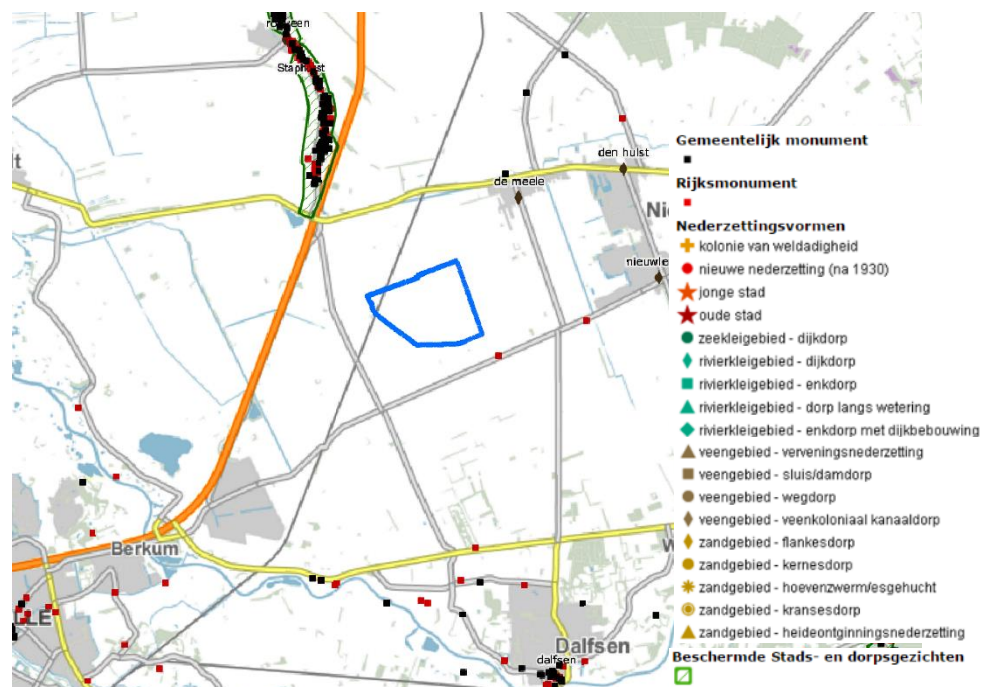 Staphorst
den hulst
de meele
Ni
nieuwle
Berkum
LLE
Dalfsen
dalfsen
W
t
Gemeentelijk monument
Rijksmonument
Nederzettingsvormen
kolonie van weldadigheid
nieuwe nederzetting (na 1930)
jonge stad
oude stad
zeekleigebied - dijkdorp
rivierkleigebied - dijkdorp
rivierkleigebied - enkdorp
rivierkleigebied - dorp langs wetering
rivierkleigebied - enkdorp met dijkbebouwing
veengebied - verveningsnederzetting
veengebied - sluis/damdorp
veengebied - wegdorp
veengebied - veenkoloniaal kanaaldorp
zandgebied - flankesdorp
zandgebied - kernesdorp
zandgebied - hoevenzwerm/esgehucht
zandgebied - kransesdorp
zandgebied - heideontginningsnederzetting
Beschermde Stads- en dorpsgezichten